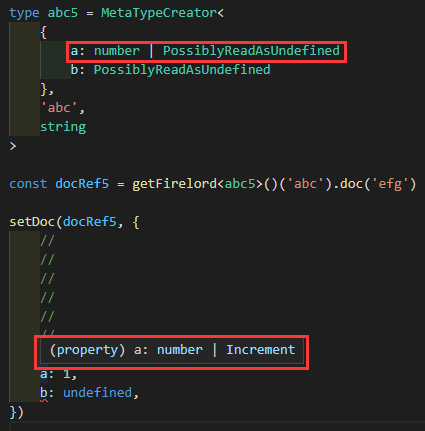 type abc5 = MetaTypeCreator<
{
a: number | PossiblyReadAsUndefined
b: PossiblyReadAsUndefined
},
'abc',
string
>
const docRef5 = getFirelord<abc5>()('abc').doc('efg')
setDoc(docRef5, {
//
//
//
//
//
//
(property) a: number | Increment
a: 1,
b: undefined,
})